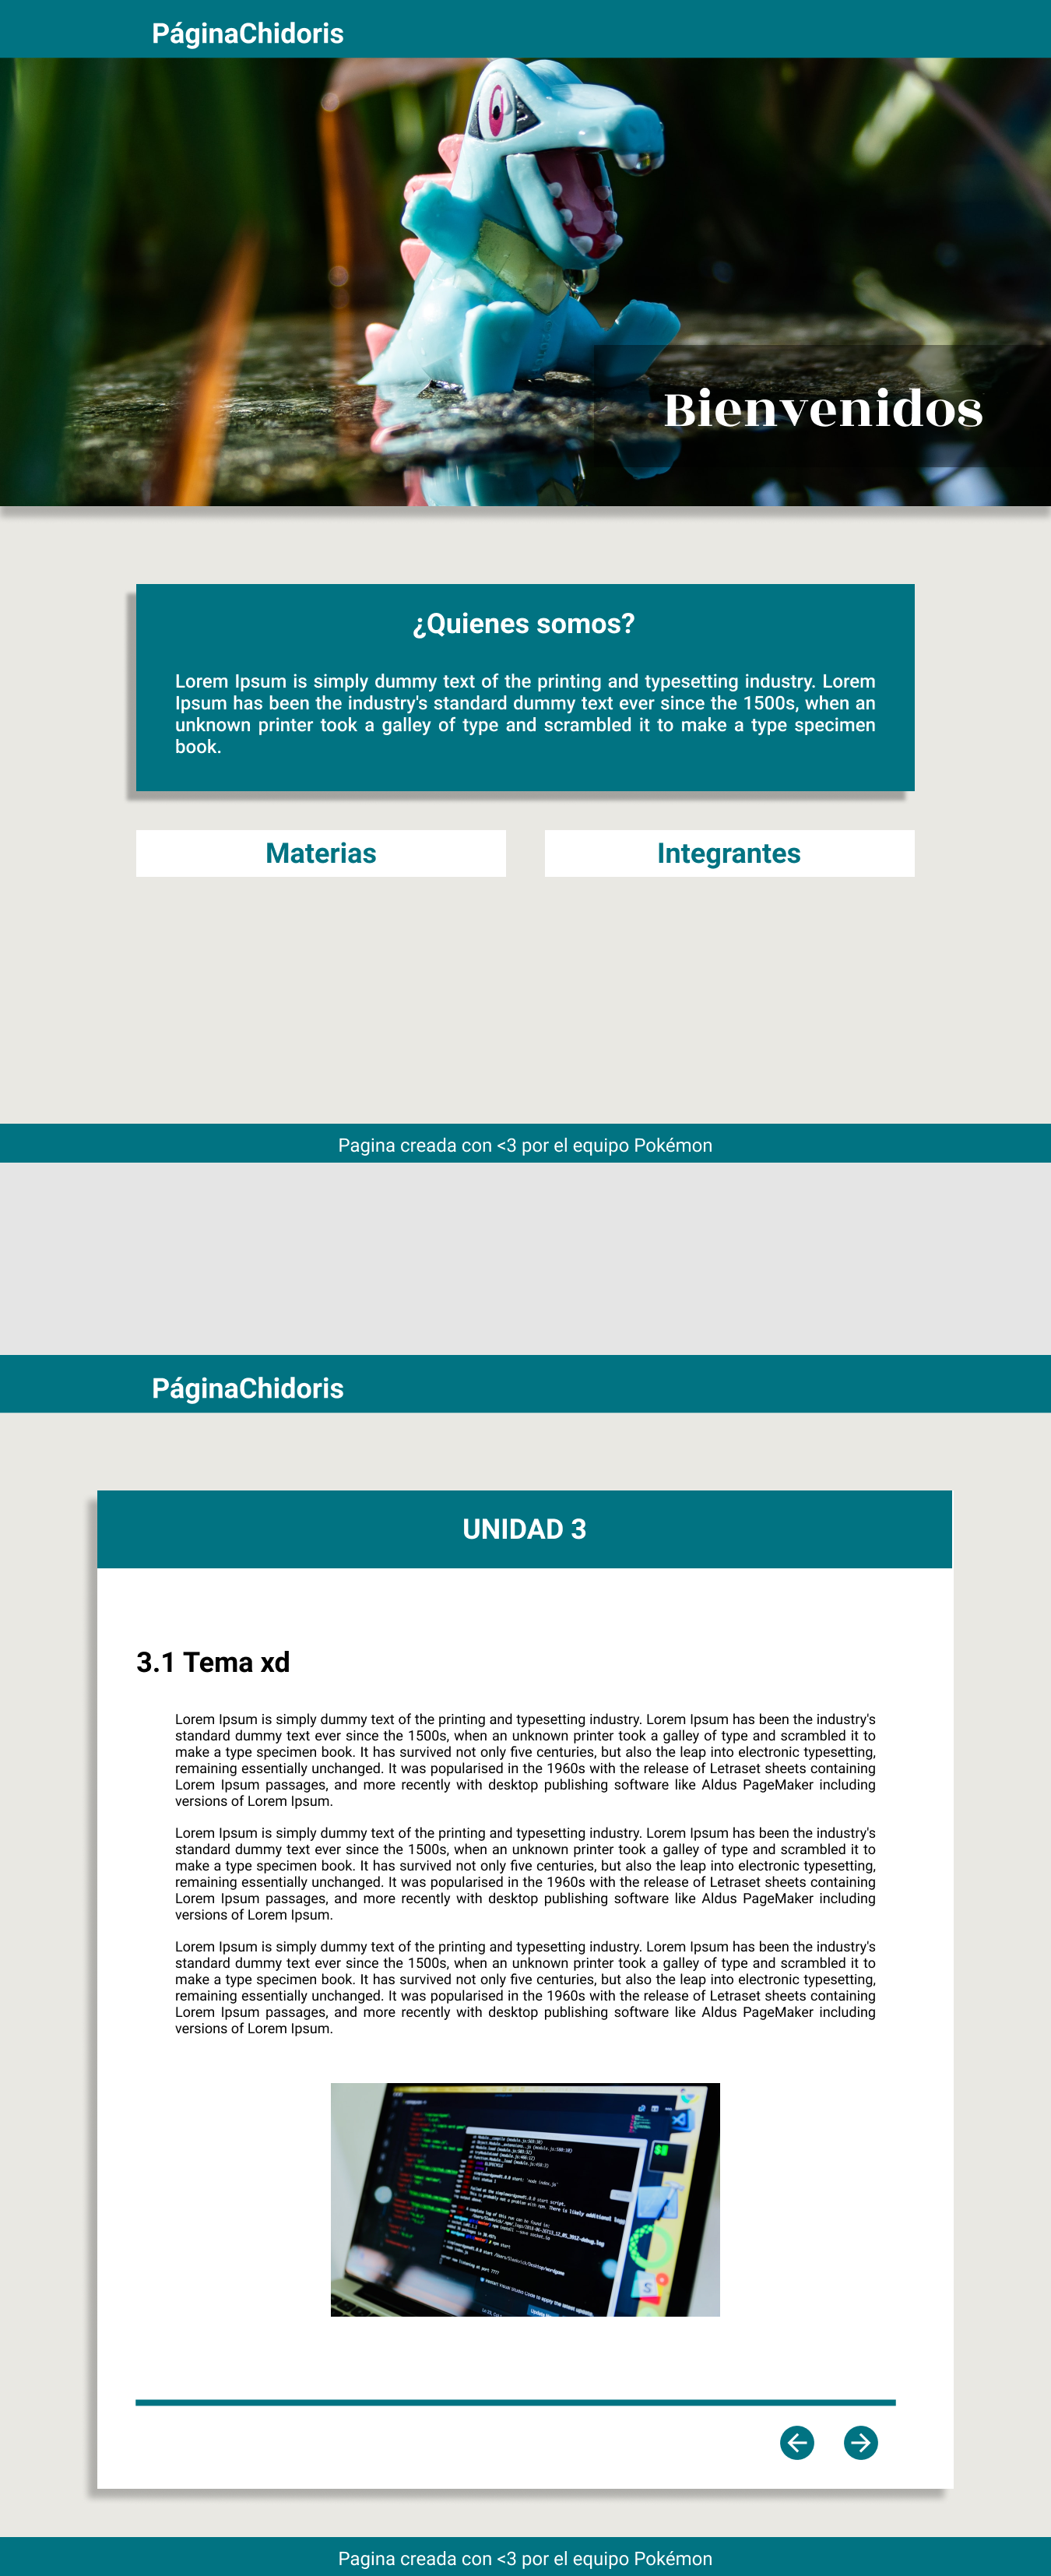 PáginaChidoris
Bienvenidos
¿Quienes somos?
Lorem Ipsum is simply dummy text of the printing and typesetting industry. Lorem
Ipsum has been the industry's standard dummy text ever since the 1500s, when an
unknown printer took a galley of type and scrambled it to make a type specimen
book.
Materias
Integrantes
Pagina creada con <3 por el equipo Pokémon
PáginaChidoris
UNIDAD 3
3.1 Tema xd
Lorem Ipsum is simply dummy text of the printing and typesetting industry. Lorem Ipsum has been the industry's
standard dummy text ever since the 1500s, when an unknown printer took a galley of type and scrambled it to
make a type specimen book. It has survived not only five centuries, but also the leap into electronic typesetting,
remaining essentially unchanged. It was popularised in the 1960s with the release of Letraset sheets containing
Lorem Ipsum passages, and more recently with desktop publishing software like Aldus PageMaker including
versions of Lorem Ipsum.
Lorem Ipsum is simply dummy text of the printing and typesetting industry. Lorem Ipsum has been the industry's
standard dummy text ever since the 1500s, when an unknown printer took a galley of type and scrambled it to
make a type specimen book. It has survived not only five centuries, but also the leap into electronic typesetting,
remaining essentially unchanged. It was popularised in the 1960s with the release of Letraset sheets containing
Lorem Ipsum passages, and more recently with desktop publishing software like Aldus PageMaker including
versions of Lorem Ipsum.
Lorem Ipsum is simply dummy text of the printing and typesetting industry. Lorem Ipsum has been the industry's
standard dummy text ever since the 1500s, when an unknown printer took a galley of type and scrambled it to
make a type specimen book. It has survived not only five centuries, but also the leap into electronic typesetting,
remaining essentially unchanged. It was popularised in the 1960s with the release of Letraset sheets containing
Lorem Ipsum passages, and more recently with desktop publishing software like Aldus PageMaker including
versions of Lorem Ipsum.
Pagina creada con <3 por el equipo Pokémon